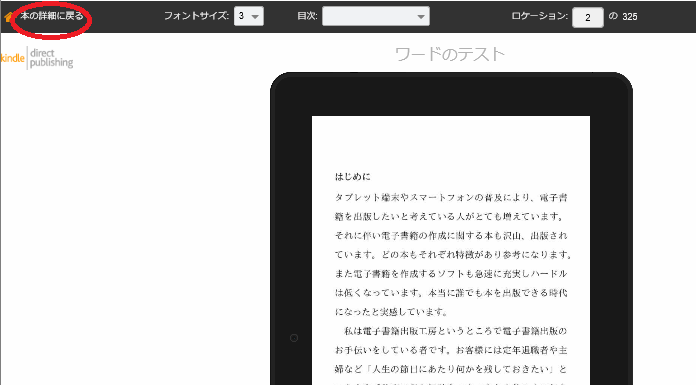 本の詳細に戻る フォントサイズ: 3 目次: ロケーション: 2 の 325
kindle direct publishing
ワードのテスト
はじめに
タブレット端末やスマートフォンの普及により、電子書
籍を出版したいと考えている人がとても増えています。
それに伴い電子書籍の作成に関する本も沢山、出版され
ています。どの本もそれぞれ特徴があり参考になります。
また電子書籍を作成するソフトも急速に充実しハードル
は低くなっています。本当に誰でも本を出版できる時代
になったと実感しています。
私は電子書籍出版工房というところで電子書籍出版の
お手伝いをしている者です。お客様には定年退職者や主
婦など「人生の節目にあたり何かを残しておきたい」と